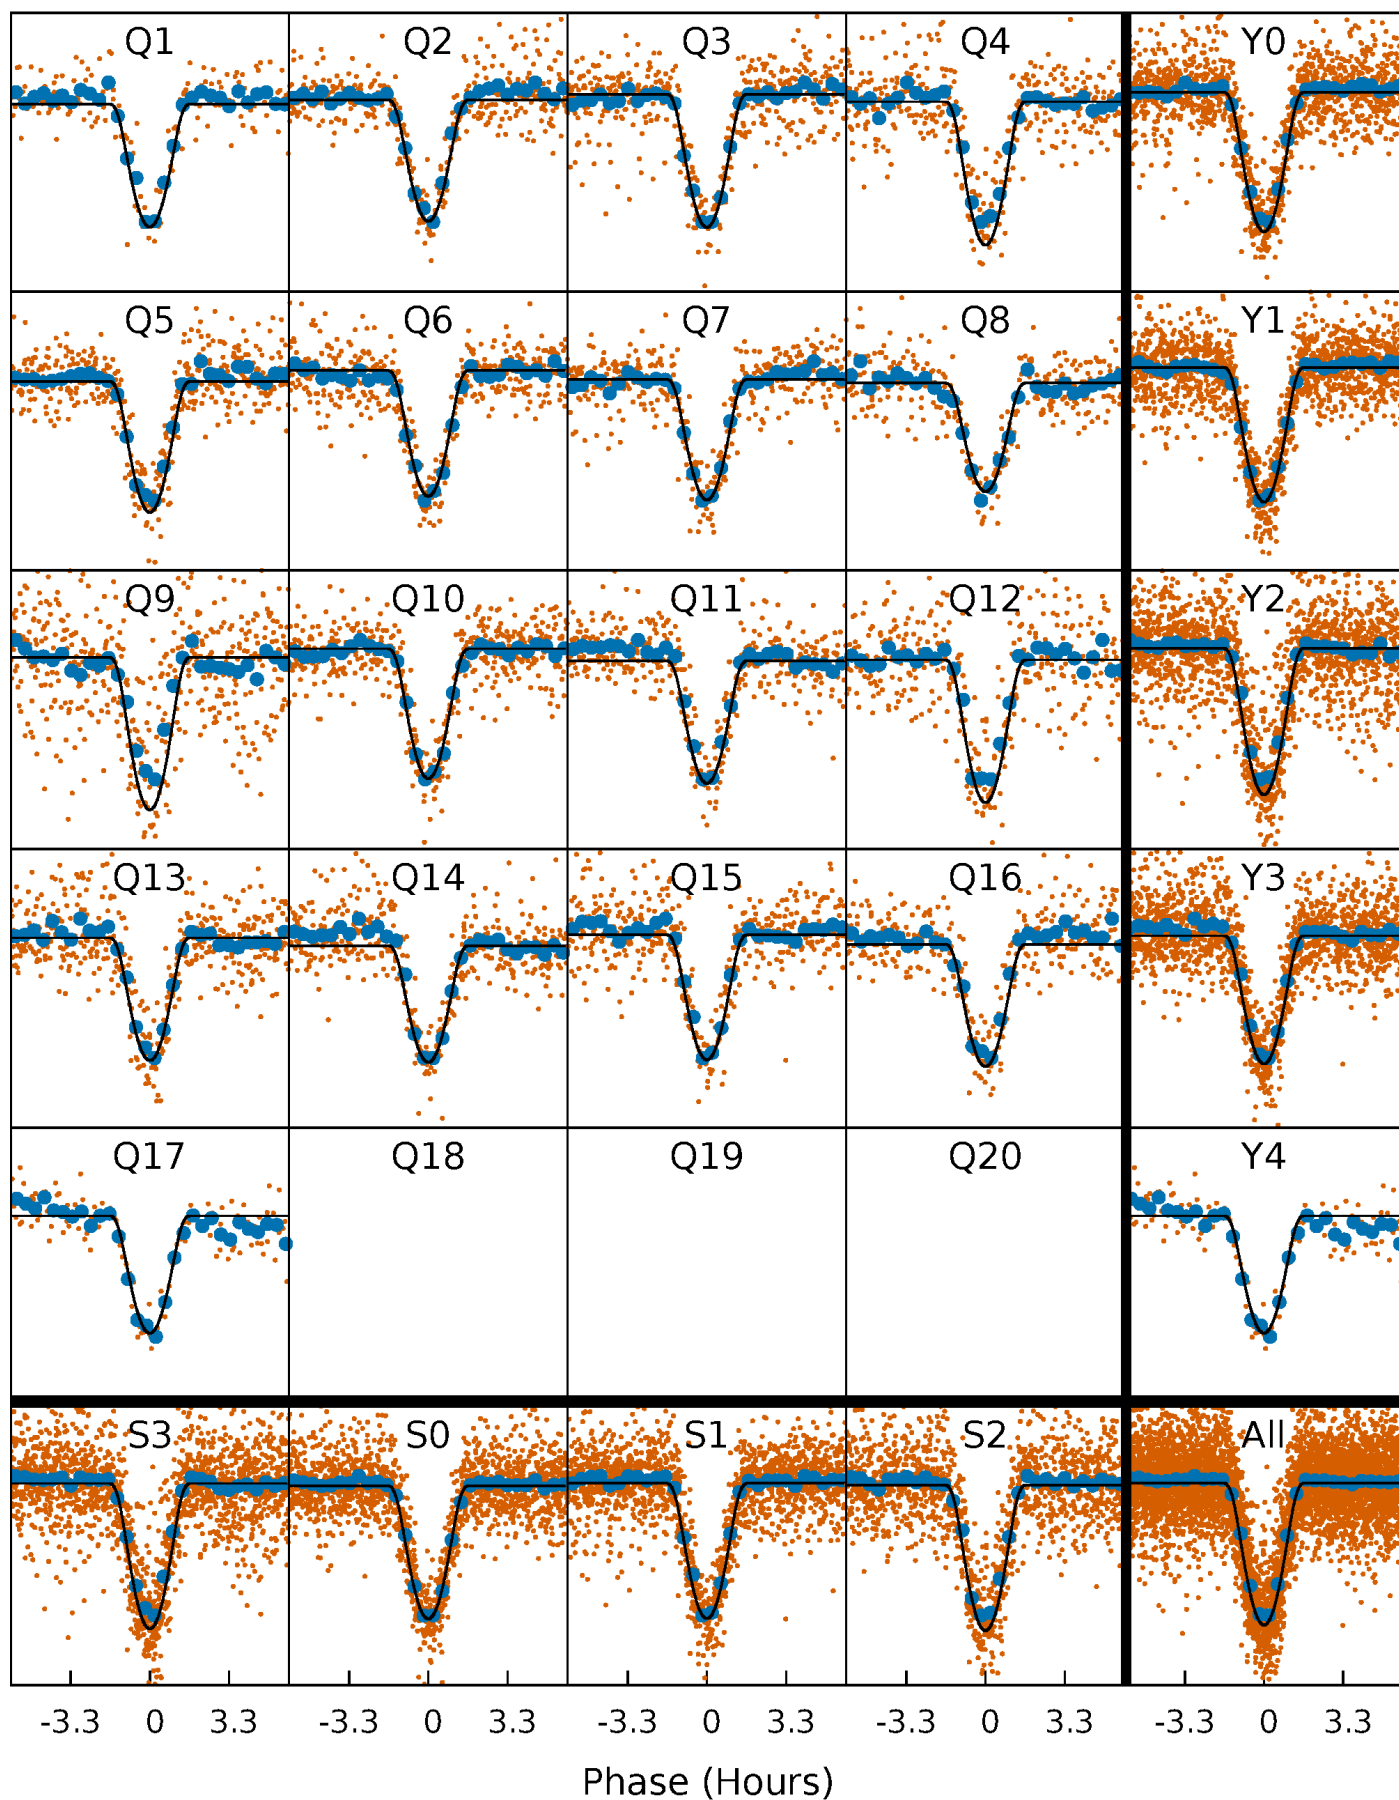 Q1 Q2 Q3 Q4 Y0
Q5 Q6 Q7 Q8 Y1
Q9 Q10 Q11 Q12 Y2
Q13 Q14 Q15 Q16 Y3
Q17 Q18 Q19 Q20 Y4
S3 S0 S1 S2 All
-3.3 0 3.3 -3.3 0 3.3 -3.3 0 3.3 -3.3 0 3.3 -3.3 0 3.3
Phase (Hours)